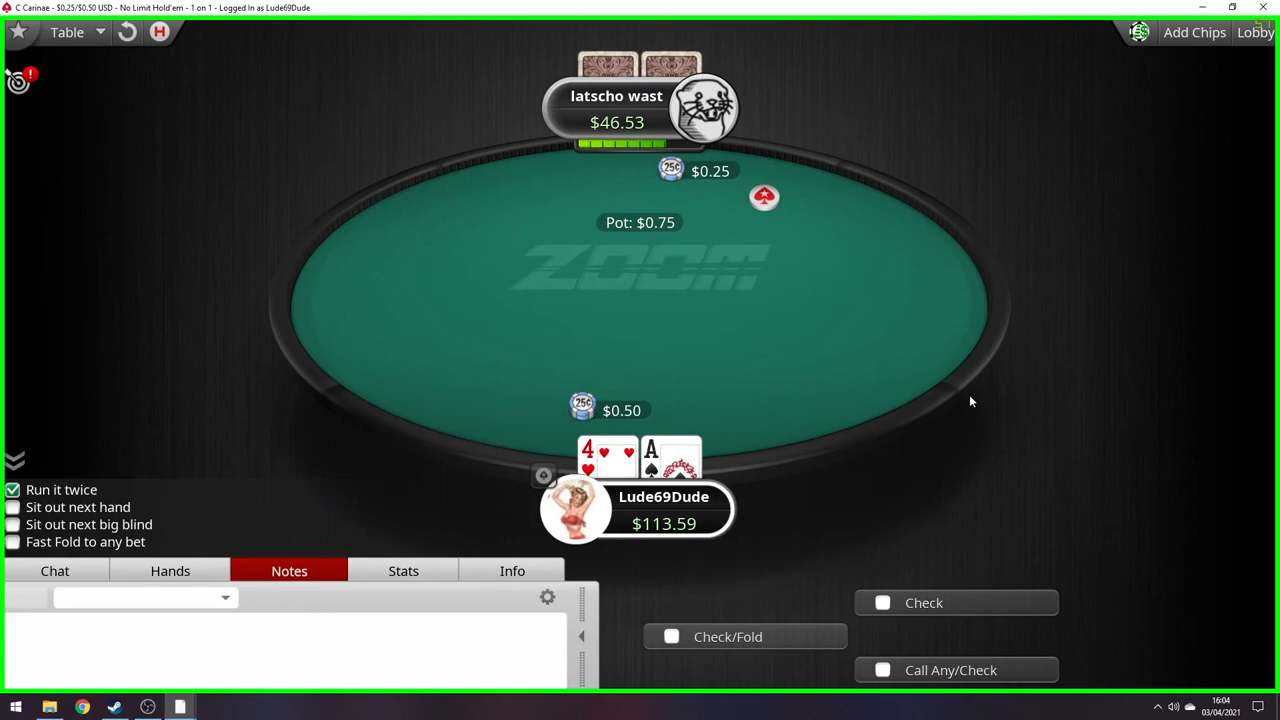 C Carinae - $0.25/$0.50 USD - No Limit Hold'em - 1 on 1 - Logged In as Lude69Dude
Table
H
Add Chips
Lobby
!
latscho wast
$46.53
25¢ $0.25
Pot: $0.75
ZOOM
25¢ $0.50
4 A
Lude69Dude
$113.59
Run it twice
Sit out next hand
Sit out next big blind
Fast Fold to any bet
Chat Hands Notes Stats Info
Check
Check/Fold
Call Any/Check
16:04
03/04/2021